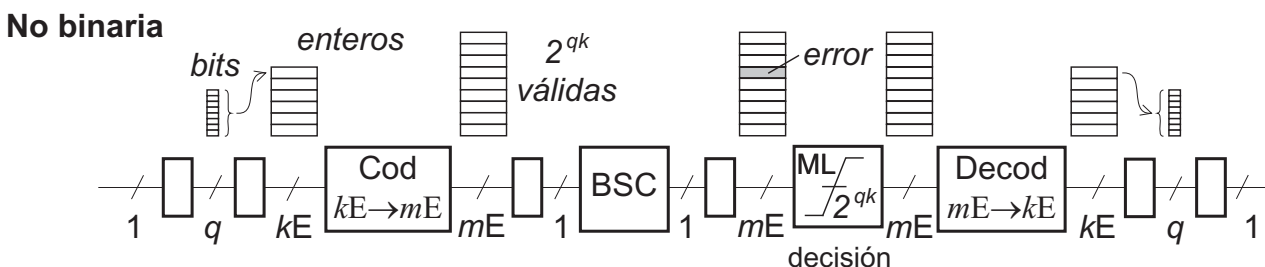 No binaria
bits
enteros
2^{qk}
válidas
error
Cod
kE→mE
BSC
ML
2^{qk}
Decod
mE→kE
1 q kE mE 1 1 mE mE kE q 1
decisión